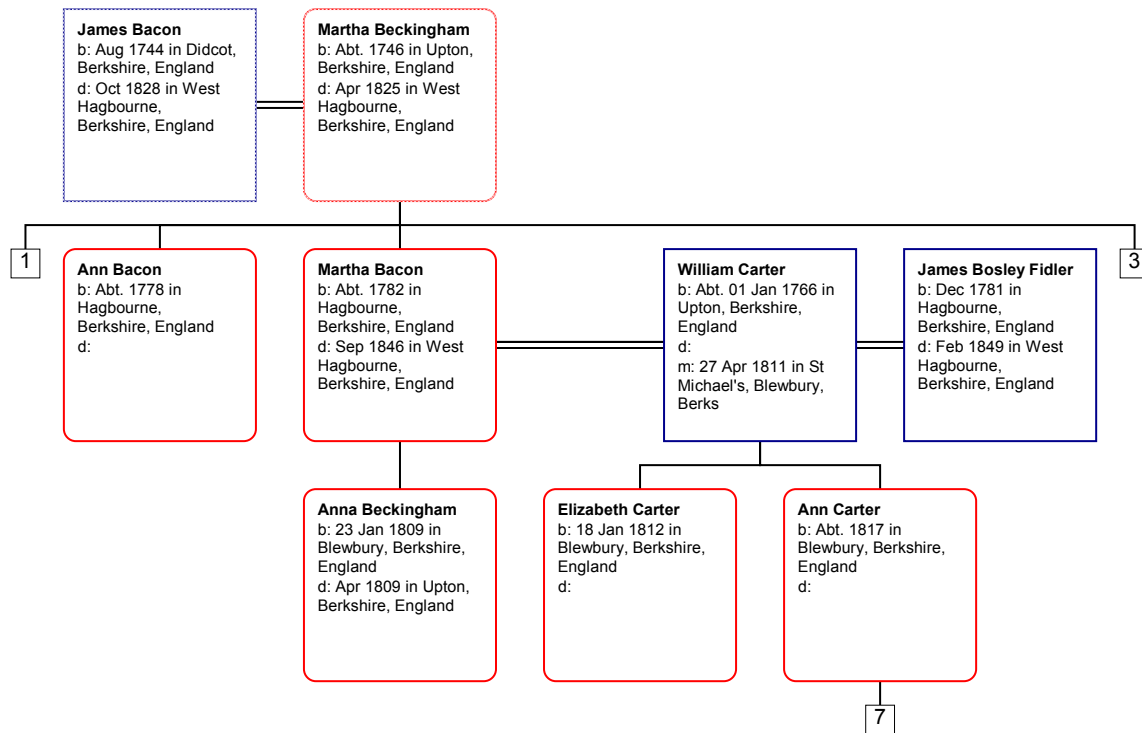 James Bacon
b: Aug 1744 in Didcot,
Berkshire, England
d: Oct 1828 in West
Hagbourne,
Berkshire, England
Martha Beckingham
b: Abt. 1746 in Upton,
Berkshire, England
d: Apr 1825 in West
Hagbourne,
Berkshire, England
1
Ann Bacon
b: Abt. 1778 in
Hagbourne,
Berkshire, England
d:
Martha Bacon
b: Abt. 1782 in
Hagbourne,
Berkshire, England
d: Sep 1846 in West
Hagbourne,
Berkshire, England
William Carter
b: Abt. 01 Jan 1766 in
Upton, Berkshire,
England
d:
m: 27 Apr 1811 in St
Michael's, Blewbury,
Berks
James Bosley Fidler
b: Dec 1781 in
Hagbourne,
Berkshire, England
d: Feb 1849 in West
Hagbourne,
Berkshire, England
3
Anna Beckingham
b: 23 Jan 1809 in
Blewbury, Berkshire,
England
d: Apr 1809 in Upton,
Berkshire, England
Elizabeth Carter
b: 18 Jan 1812 in
Blewbury, Berkshire,
England
d:
Ann Carter
b: Abt. 1817 in
Blewbury, Berkshire,
England
d:
7